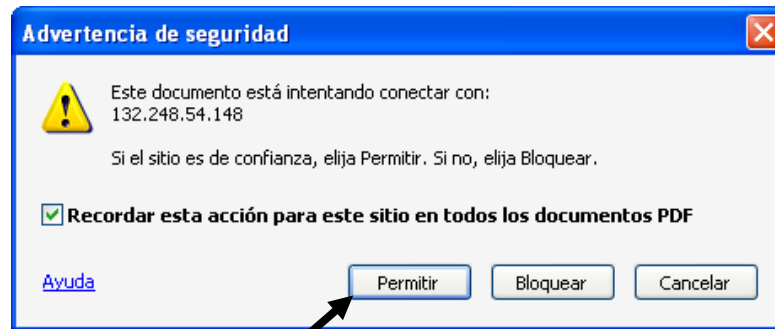 Advertencia de seguridad
Este documento está intentando conectar con:
132.248.54.148
Si el sitio es de confianza, elija Permitir. Si no, elija Bloquear.
Recordar esta acción para este sitio en todos los documentos PDF
Ayuda Permitir Bloquear Cancelar